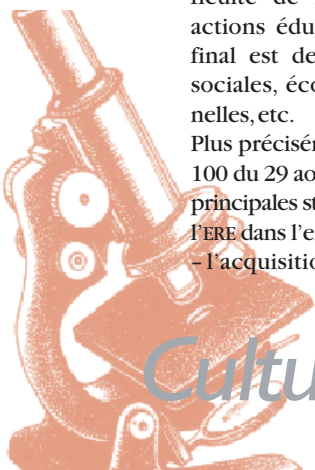 actions édu
final est de
sociales, éco
nelles, etc.
Plus précisér
100 du 29 ao
principales st
l'ERE dans l'e
– l'acquisitio
Cultu